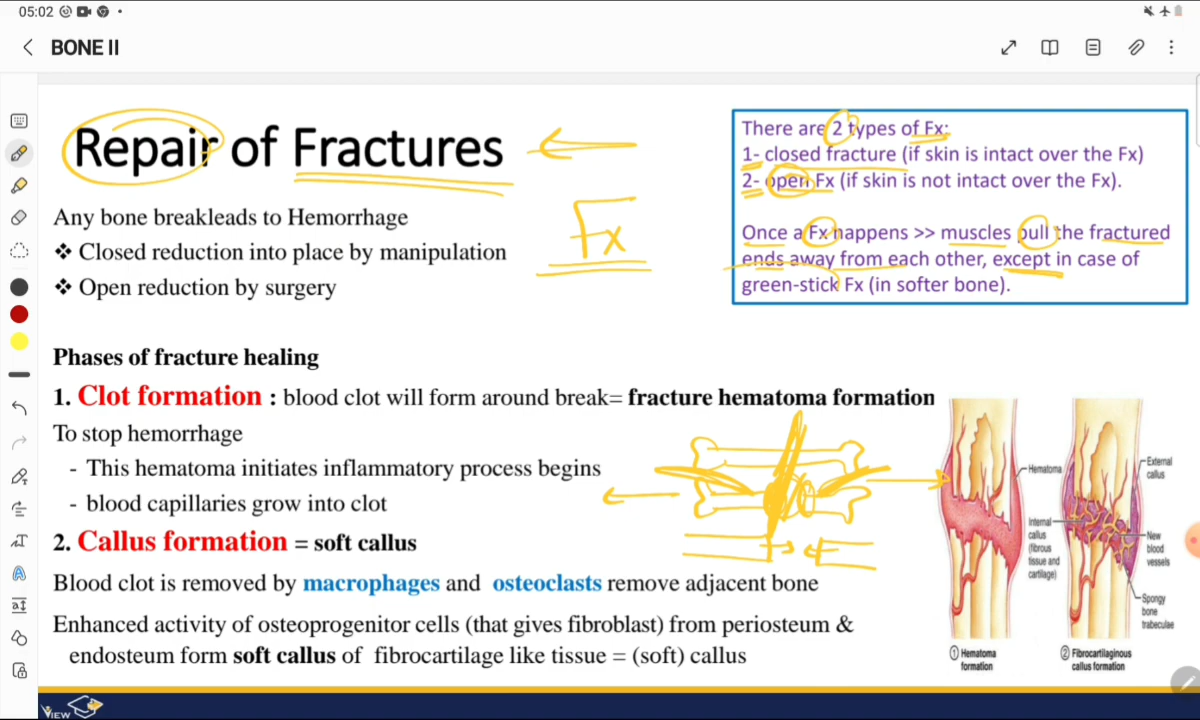 05:02
BONE II
Repair of Fractures
Fx
There are 2 types of Fx:
1- closed fracture (if skin is intact over the Fx)
2- open Fx (if skin is not intact over the Fx).
Once a Fx happens >> muscles pull the fractured
ends away from each other, except in case of
green-stick Fx (in softer bone).
Any bone breakleads to Hemorrhage
❖ Closed reduction into place by manipulation
❖ Open reduction by surgery
Phases of fracture healing
1. Clot formation : blood clot will form around break= fracture hematoma formation
To stop hemorrhage
- This hematoma initiates inflammatory process begins
- blood capillaries grow into clot
2. Callus formation = soft callus
Blood clot is removed by macrophages and osteoclasts remove adjacent bone
Enhanced activity of osteoprogenitor cells (that gives fibroblast) from periosteum &
endosteum form soft callus of fibrocartilage like tissue = (soft) callus
Hematoma
Internal
callus
(fibrous
tissue and
cartilage)
External
callus
New
blood
vessels
Spongy
bone
trabeculae
① Hematoma
formation
② Fibrocartilaginous
callus formation
VIEW